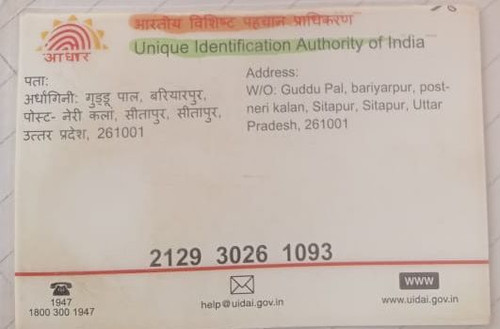 भारतीय विशिष्ट पहचान प्राधिकरण
Unique Identification Authority of India
आधार
पता:
अर्धांगिनी: गुड्डू पाल, बरियारपुर,
पोस्ट- नेरी कला, सीतापुर, सीतापुर,
उत्तर प्रदेश, 261001
Address:
W/O: Guddu Pal, bariyarpur, post-
neri kalan, Sitapur, Sitapur, Uttar
Pradesh, 261001
2129 3026 1093
1947
1800 300 1947
help@uidai.gov.in
WWW
www.uidai.gov.in